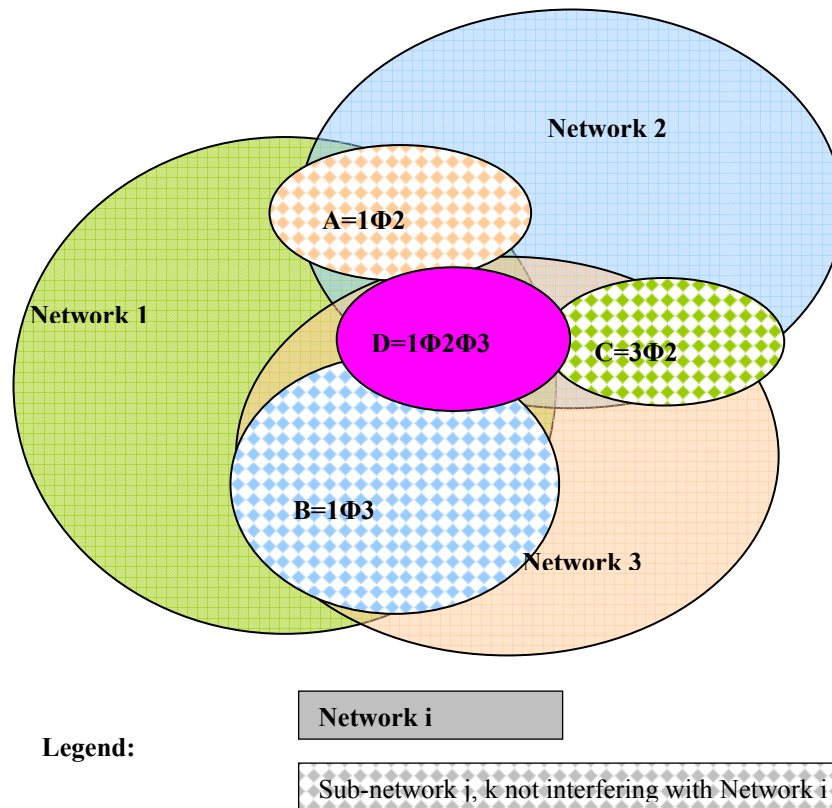 Network 2
A=1Φ2
Network 1
D=1Φ2Φ3
C=3Φ2
B=1Φ3
Network 3
Network i
Legend:
Sub-network j, k not interfering with Network i